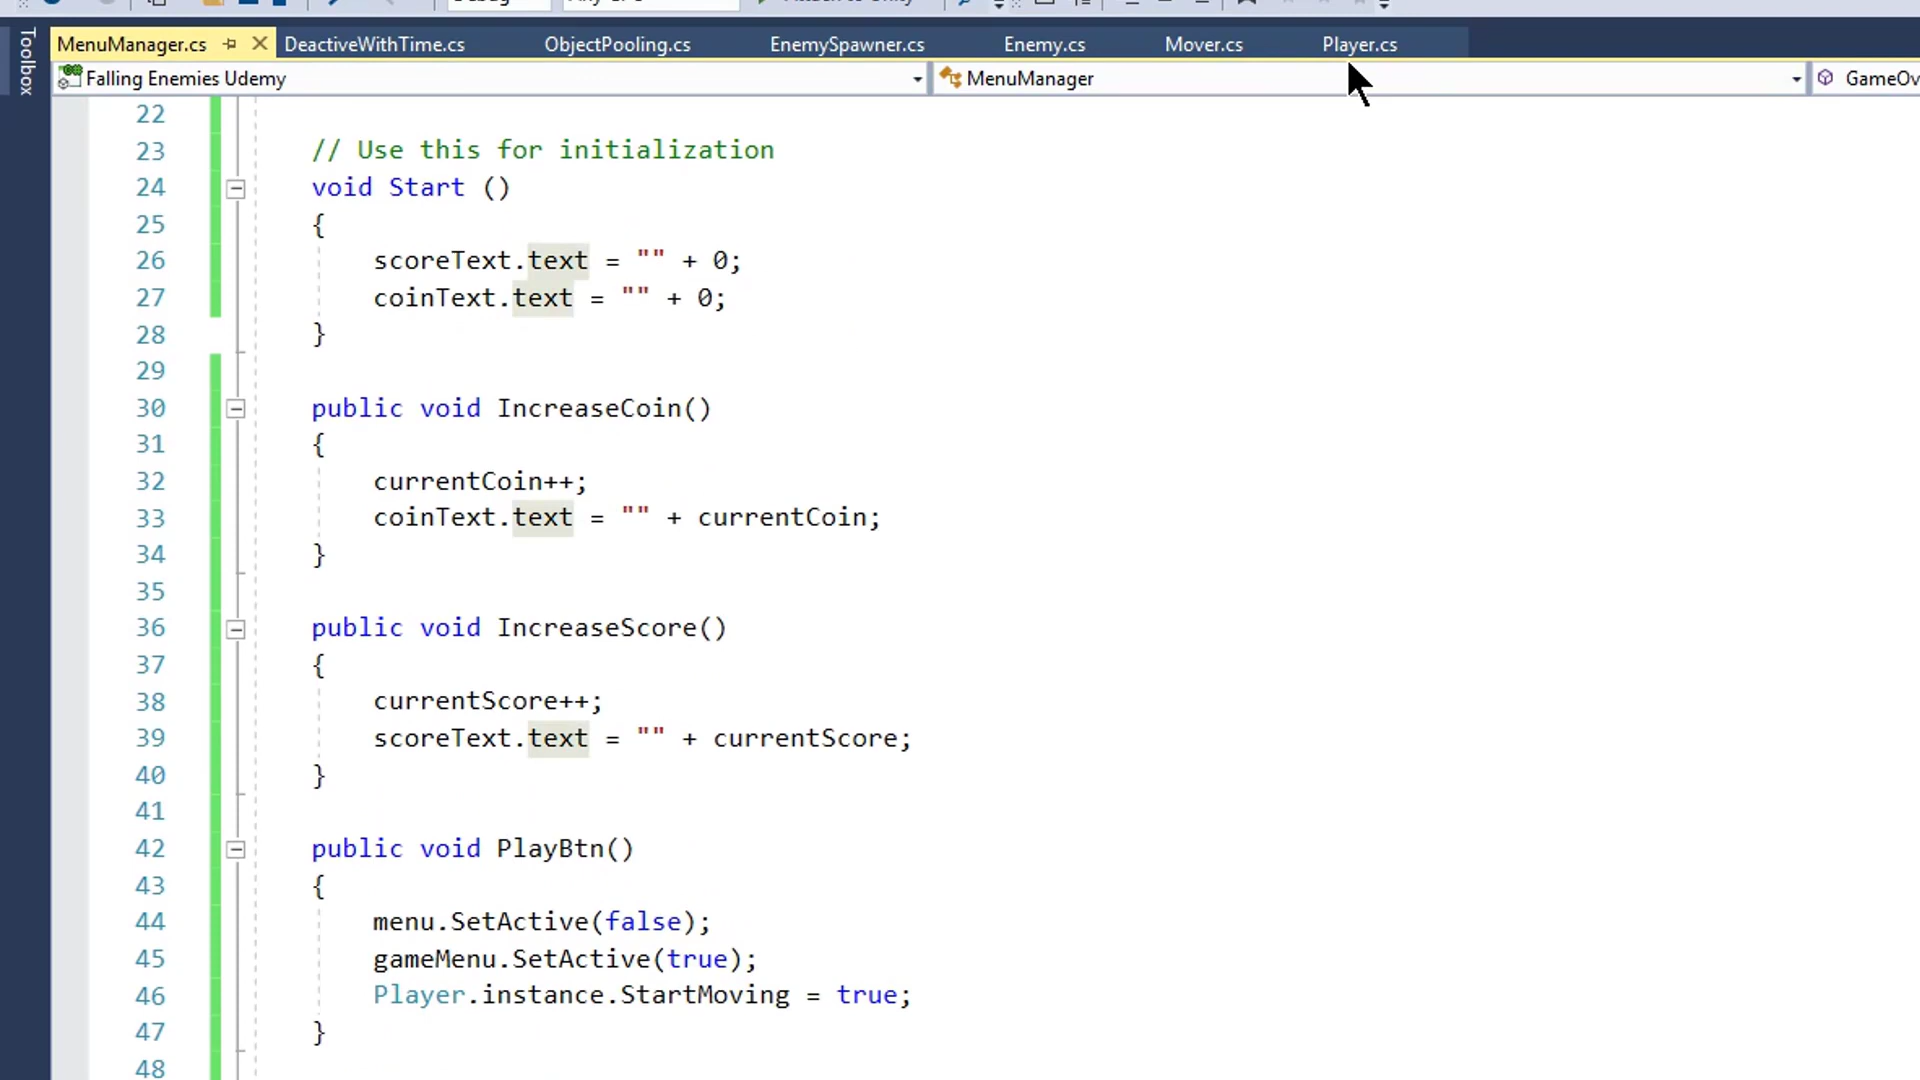 Toolbox
MenuManager.cs DeactiveWithTime.cs ObjectPooling.cs EnemySpawner.cs Enemy.cs Mover.cs Player.cs
Falling Enemies Udemy MenuManager GameOv
22
23 // Use this for initialization
24 void Start ()
25 {
26 scoreText.text = "" + 0;
27 coinText.text = "" + 0;
28 }
29
30 public void IncreaseCoin()
31 {
32 currentCoin++;
33 coinText.text = "" + currentCoin;
34 }
35
36 public void IncreaseScore()
37 {
38 currentScore++;
39 scoreText.text = "" + currentScore;
40 }
41
42 public void PlayBtn()
43 {
44 menu.SetActive(false);
45 gameMenu.SetActive(true);
46 Player.instance.StartMoving = true;
47 }
48